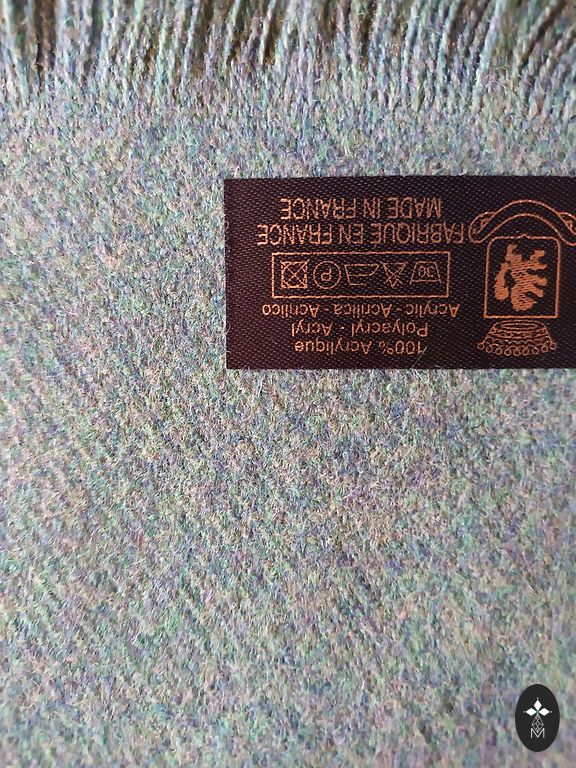 100% Acrylique
Polyacryl - Acryl
Acrylic - Acrilica - Acrilico
30 P
FABRIQUE EN FRANCE
MADE IN FRANCE
M